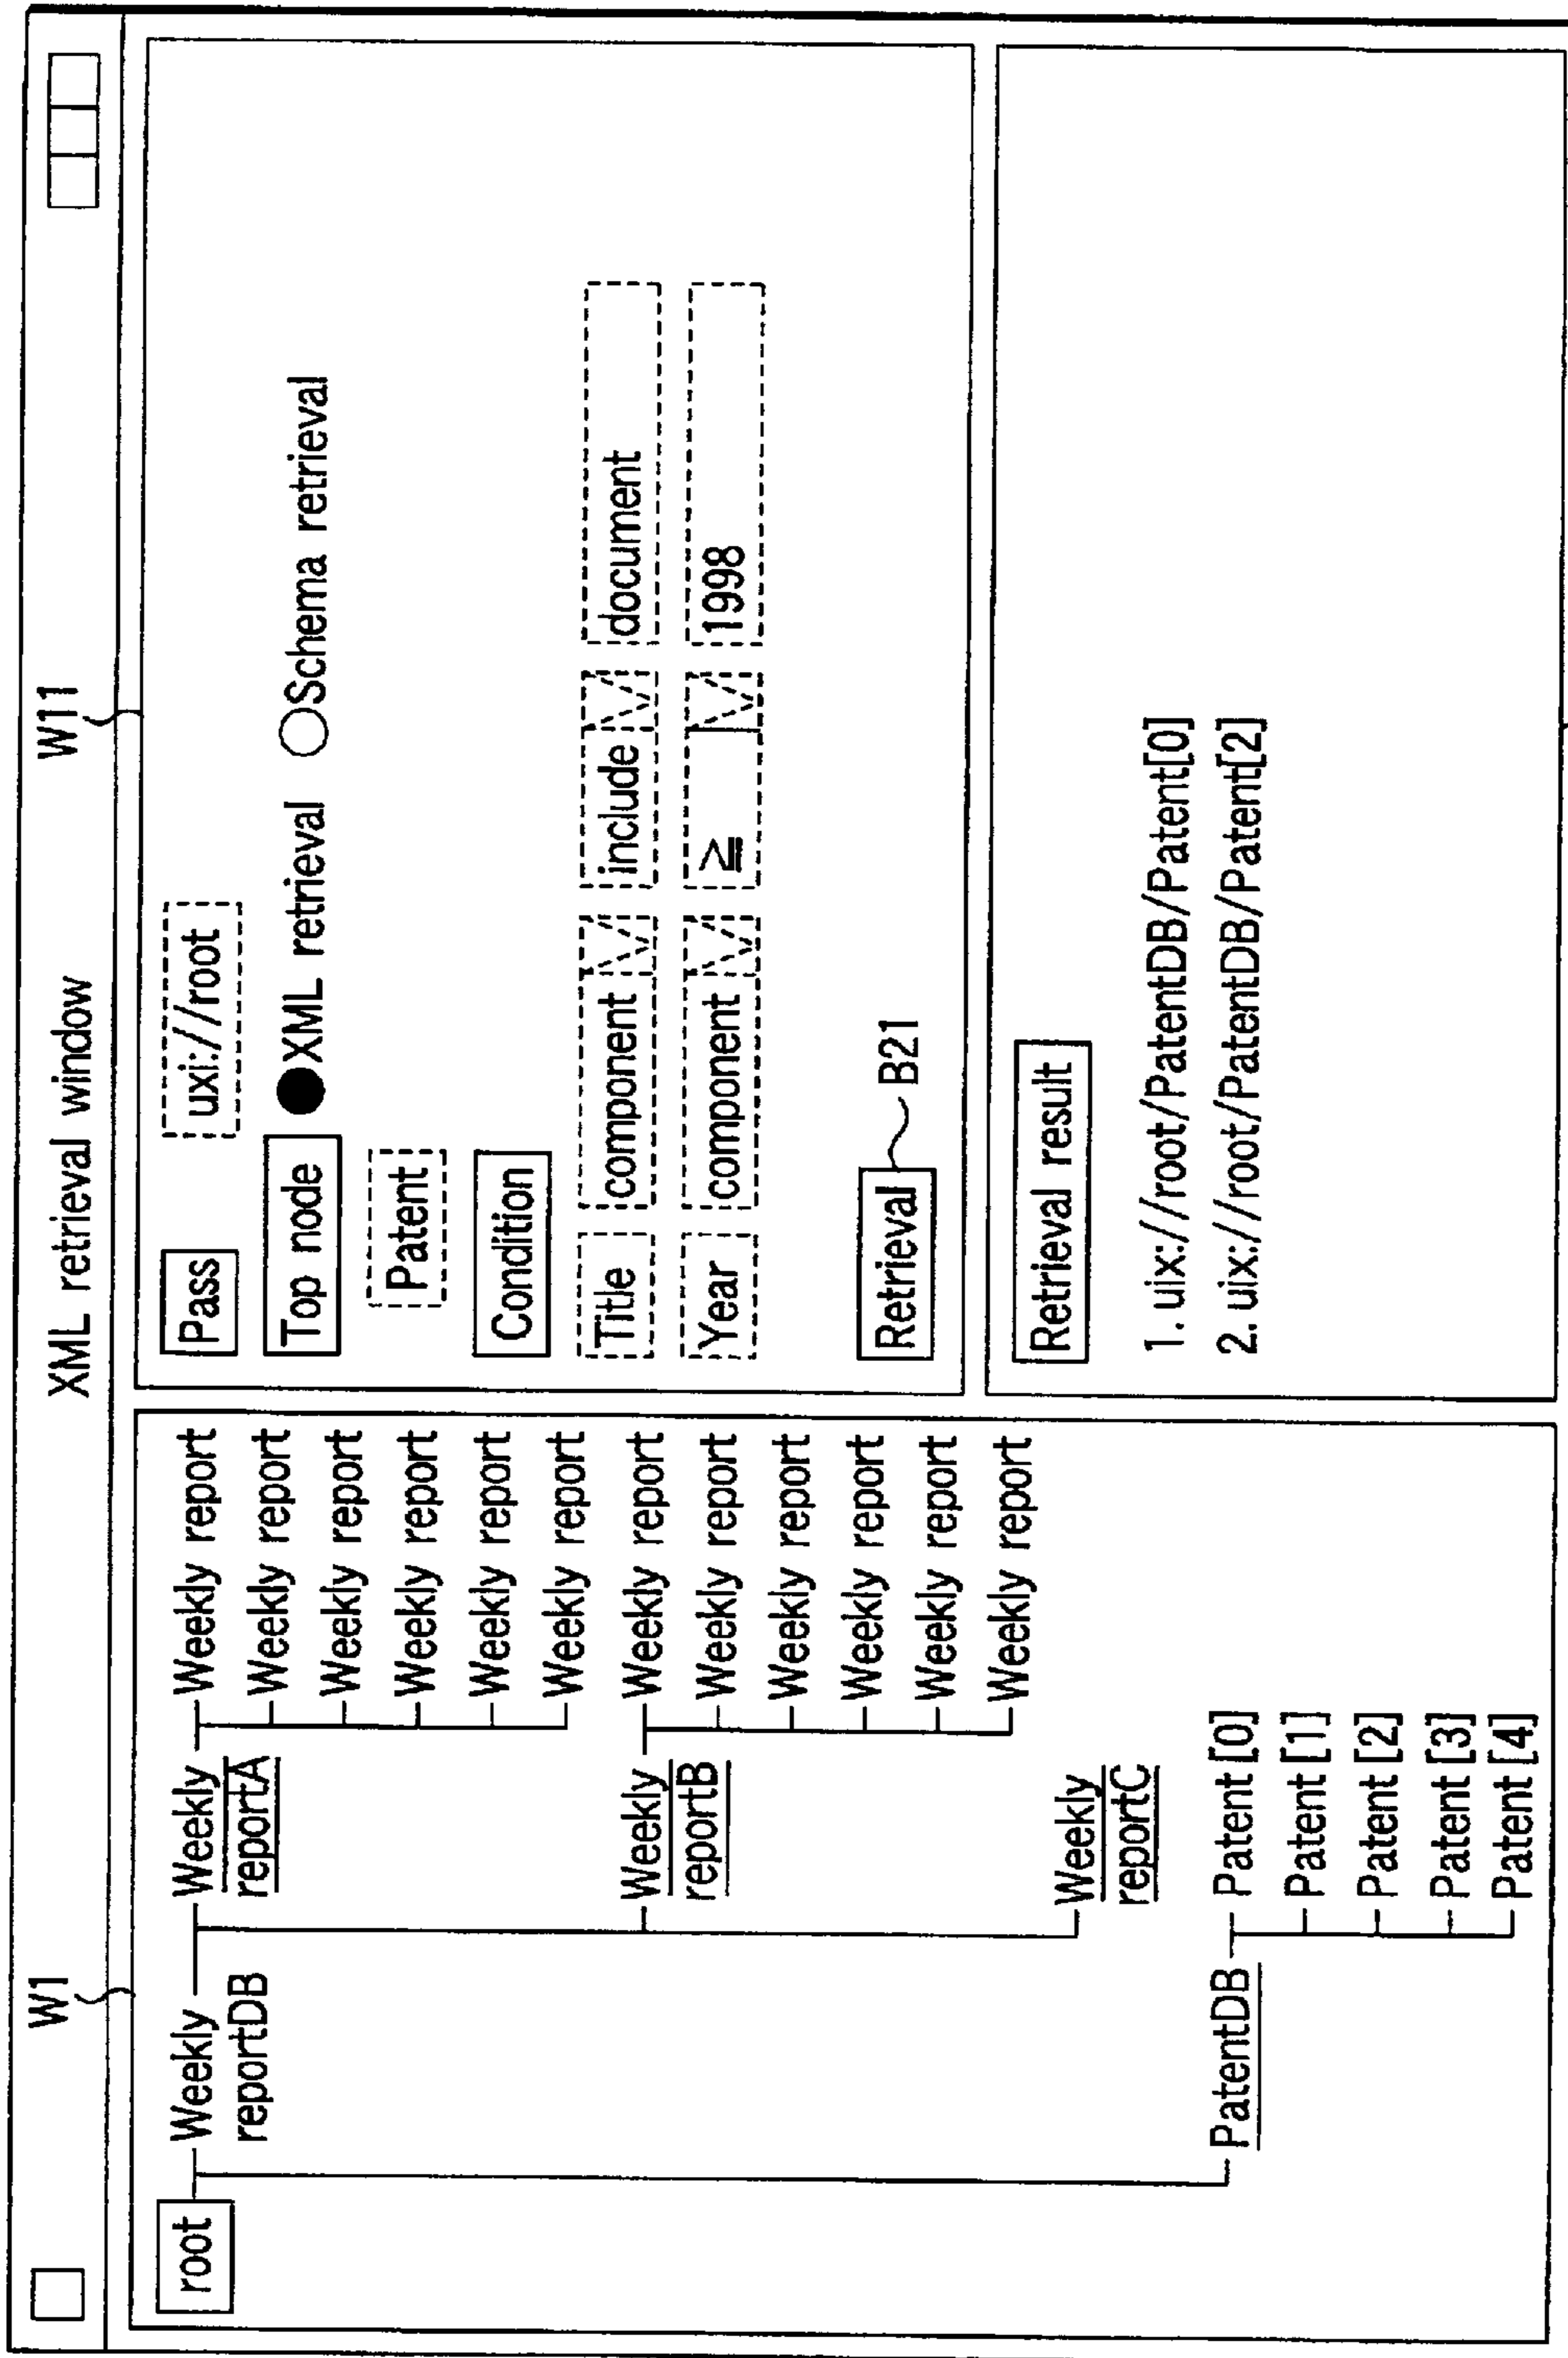 XML retrieval window
W1
W11
root
Weekly
reportDB
Weekly
reportA
Weekly report
Weekly report
Weekly report
Weekly report
Weekly report
Weekly report
Weekly
reportB
Weekly report
Weekly report
Weekly report
Weekly report
Weekly report
Weekly report
Weekly
reportC
PatentDB
Patent [0]
Patent [1]
Patent [2]
Patent [3]
Patent [4]
Pass uxi://root
Top node ●XML retrieval ○Schema retrieval
Patent
Condition
Title component include document
Year component ≧ 1998
Retrieval B21
Retrieval result
1. uix://root/PatentDB/Patent[0]
2. uix://root/PatentDB/Patent[2]